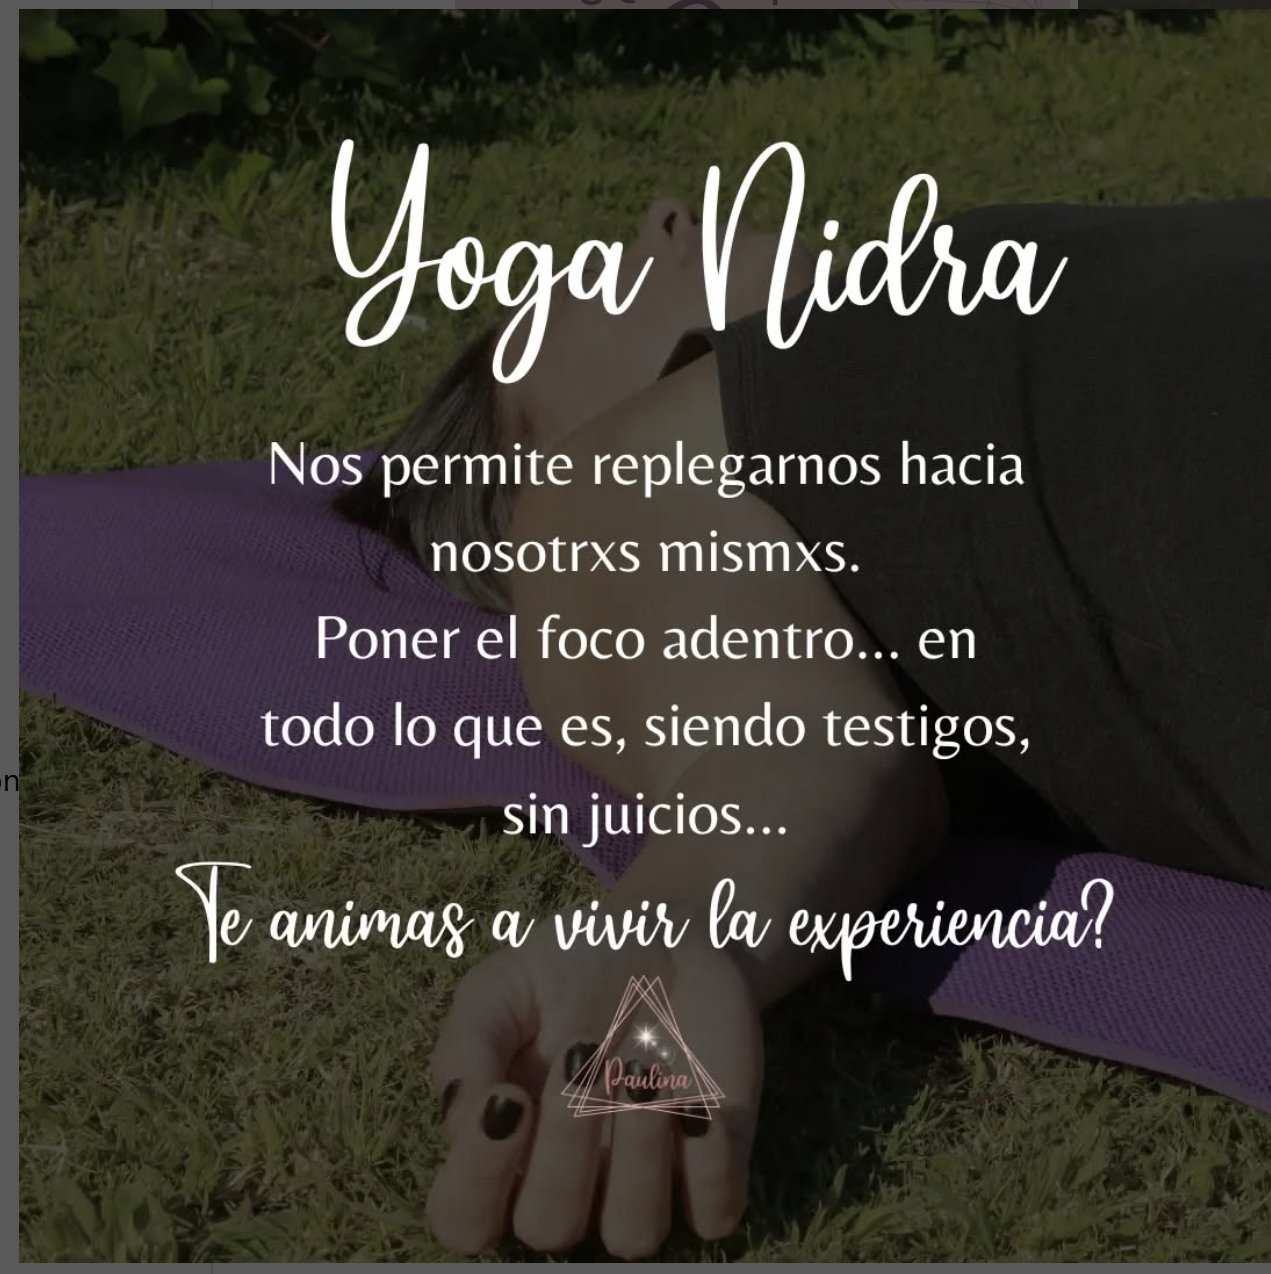 Yoga Nidra
Nos permite replegarnos hacia
nosotrxs mismxs.
Poner el foco adentro... en
todo lo que es, siendo testigos,
sin juicios...
Te animas a vivir la experiencia?
Paulina